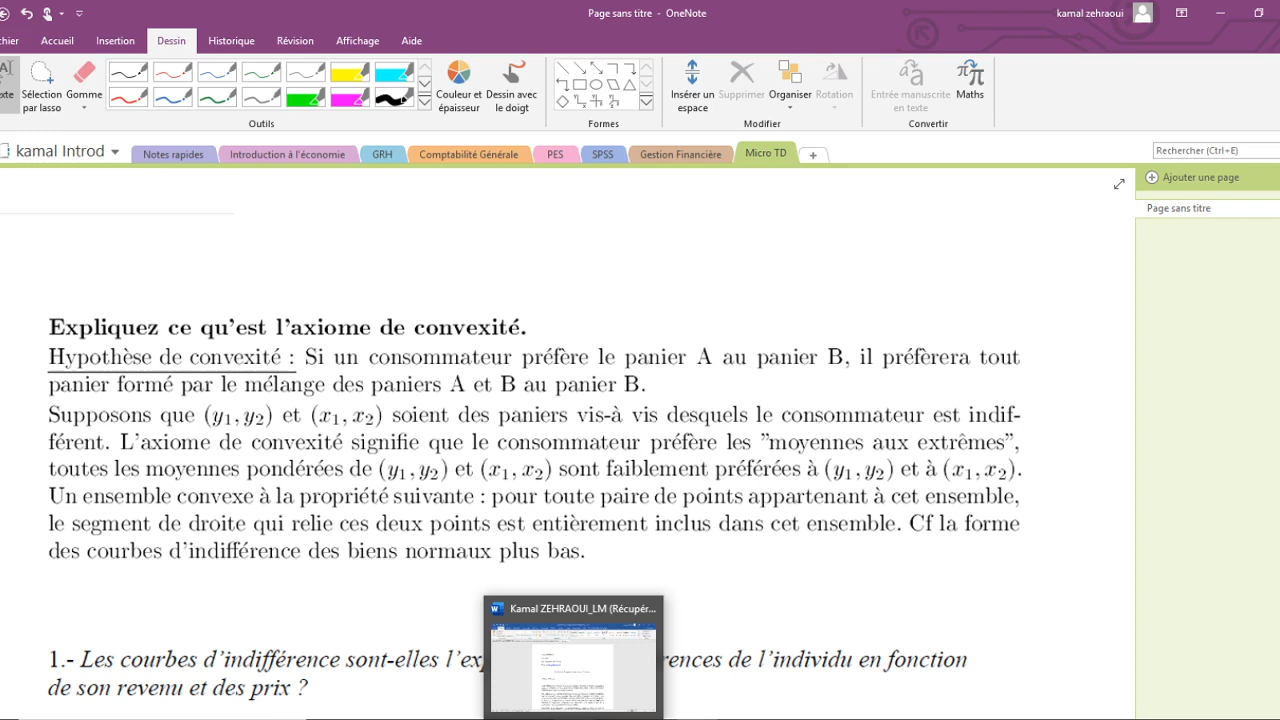 Page sans titre - OneNote
kamal zehraoui
Accueil Insertion Dessin Historique Révision Affichage Aide
Sélection par lasso
Gomme
Couleur et épaisseur
Dessin avec le doigt
Insérer un espace
Supprimer
Organiser
Rotation
Entrée manuscrite en texte
Maths
Outils
Formes
Modifier
Convertir
kamal Introd
Notes rapides
Introduction à l'économie
GRH
Comptabilité Générale
PES
SPSS
Gestion Financière
Micro TD
Rechercher (Ctrl+E)
Ajouter une page
Page sans titre
Expliquez ce qu'est l'axiome de convexité.
Hypothèse de convexité : Si un consommateur préfère le panier A au panier B, il préfèrera tout
panier formé par le mélange des paniers A et B au panier B.
Supposons que (y₁, y₂) et (x₁, x₂) soient des paniers vis-à vis desquels le consommateur est indif-
férent. L'axiome de convexité signifie que le consommateur préfère les "moyennes aux extrêmes",
toutes les moyennes pondérées de (y₁, y₂) et (x₁, x₂) sont faiblement préférées à (y₁, y₂) et à (x₁, x₂).
Un ensemble convexe à la propriété suivante : pour toute paire de points appartenant à cet ensemble,
le segment de droite qui relie ces deux points est entièrement inclus dans cet ensemble. Cf la forme
des courbes d'indifférence des biens normaux plus bas.
Kamal ZEHRAOUI_LM (Récupér...
1.- Les courbes d'indifférence sont-elles l'exp rences de l'individu en fonction